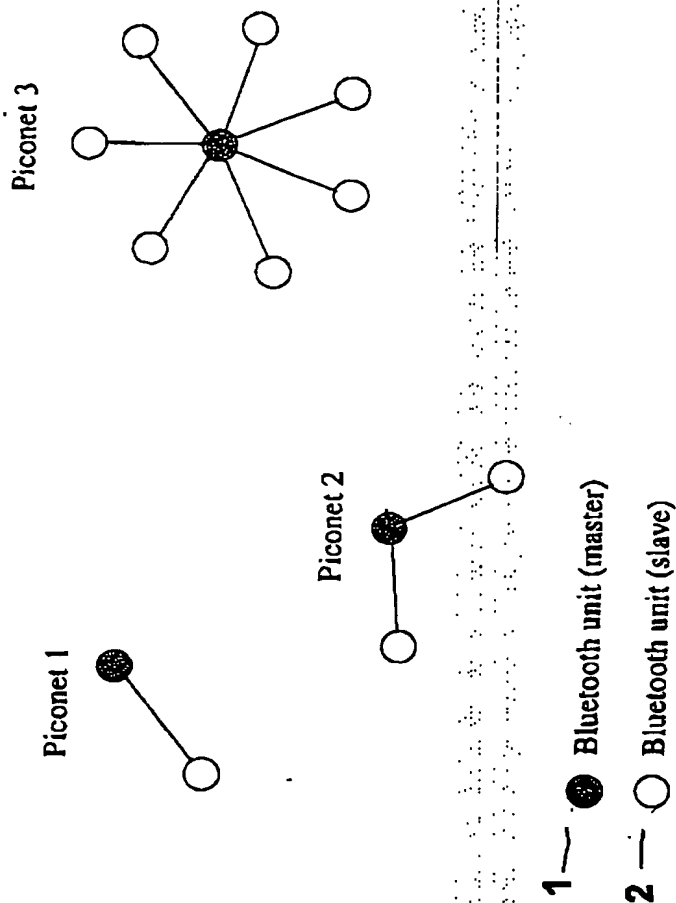 Piconet 1
Piconet 2
Piconet 3
1 Bluetooth unit (master)
2 Bluetooth unit (slave)